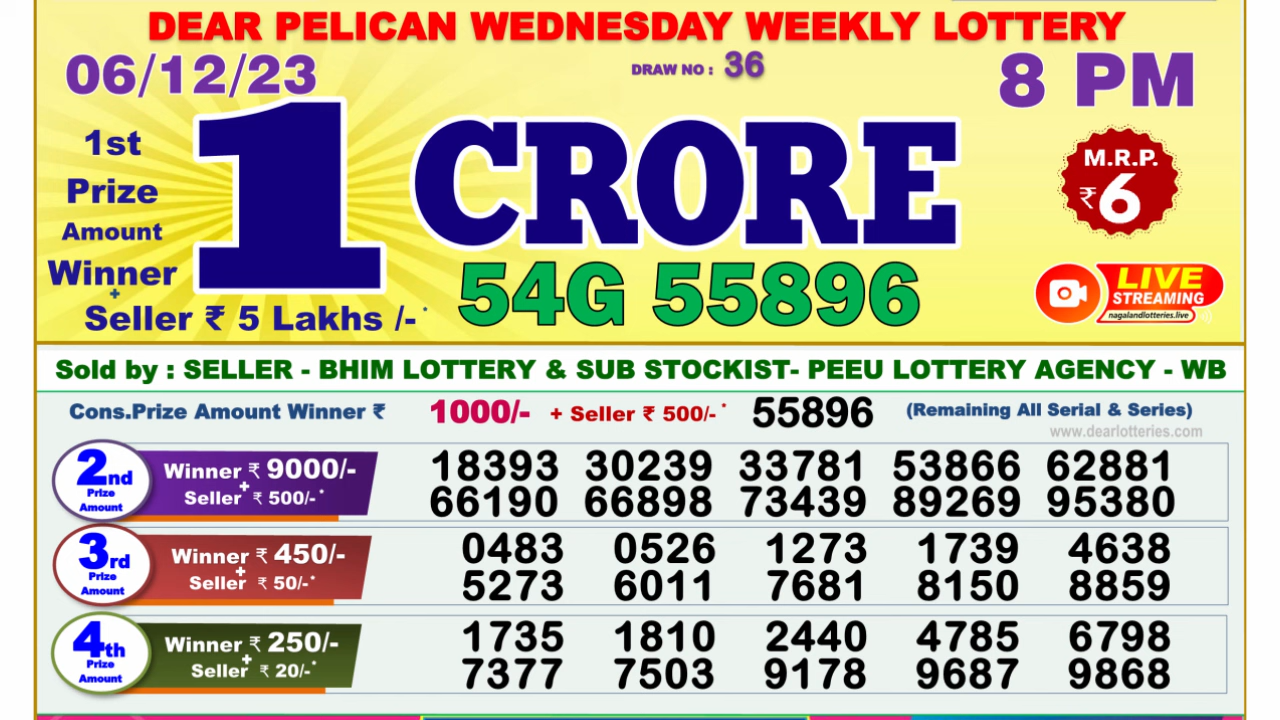 DEAR PELICAN WEDNESDAY WEEKLY LOTTERY
06/12/23
DRAW NO : 36
8 PM
1st
Prize
Amount
Winner
+
Seller ₹ 5 Lakhs /-*
1 CRORE
54G 55896
M.R.P.
₹6
LIVE
STREAMING
nagalandlotteries.live
Sold by : SELLER - BHIM LOTTERY & SUB STOCKIST- PEEU LOTTERY AGENCY - WB
Cons.Prize Amount Winner ₹ 1000/- + Seller ₹ 500/-* 55896 (Remaining All Serial & Series)
www.dearlotteries.com
2nd
Prize
Amount
Winner ₹ 9000/-
+
Seller ₹ 500/-*
18393 30239 33781 53866 62881
66190 66898 73439 89269 95380
3rd
Prize
Amount
Winner ₹ 450/-
+
Seller ₹ 50/-*
0483 0526 1273 1739 4638
5273 6011 7681 8150 8859
4th
Prize
Amount
Winner ₹ 250/-
+
Seller ₹ 20/-*
1735 1810 2440 4785 6798
7377 7503 9178 9687 9868